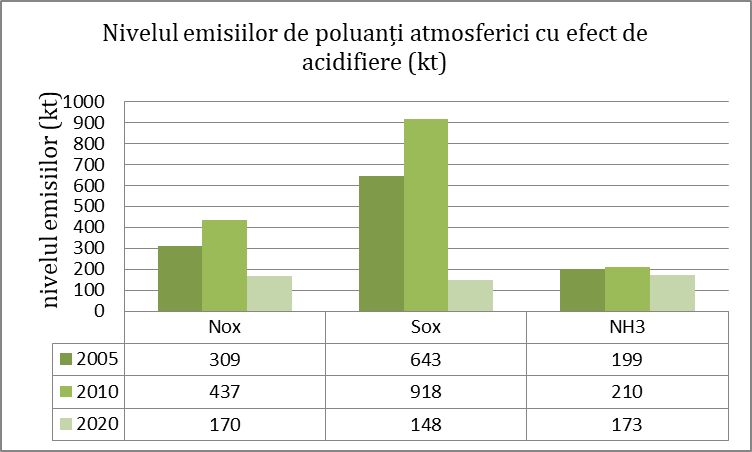 Nivelul emisiilor de poluanți atmosferici cu efect de
acidifiere (kt)
nivelul emisiilor (kt)
1000
900
800
700
600
500
400
300
200
100
0
Nox Sox NH3
2005 309 643 199
2010 437 918 210
2020 170 148 173